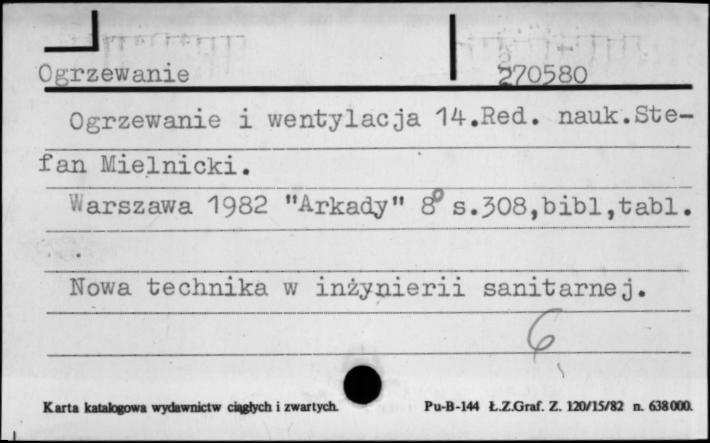 Ogrzewanie 270580
Ogrzewanie i wentylacja 14.Red. nauk.Ste-
fan Mielnicki.
Warszawa 1982 "Arkady" 8° s.308,bibl,tabl.
Nowa technika w inżynierii sanitarnej.
6
Karta katalogowa wydawnictw ciągłych i zwartych. Pu-B-144 Ł.Z.Graf. Z. 120/15/82 n. 638000.